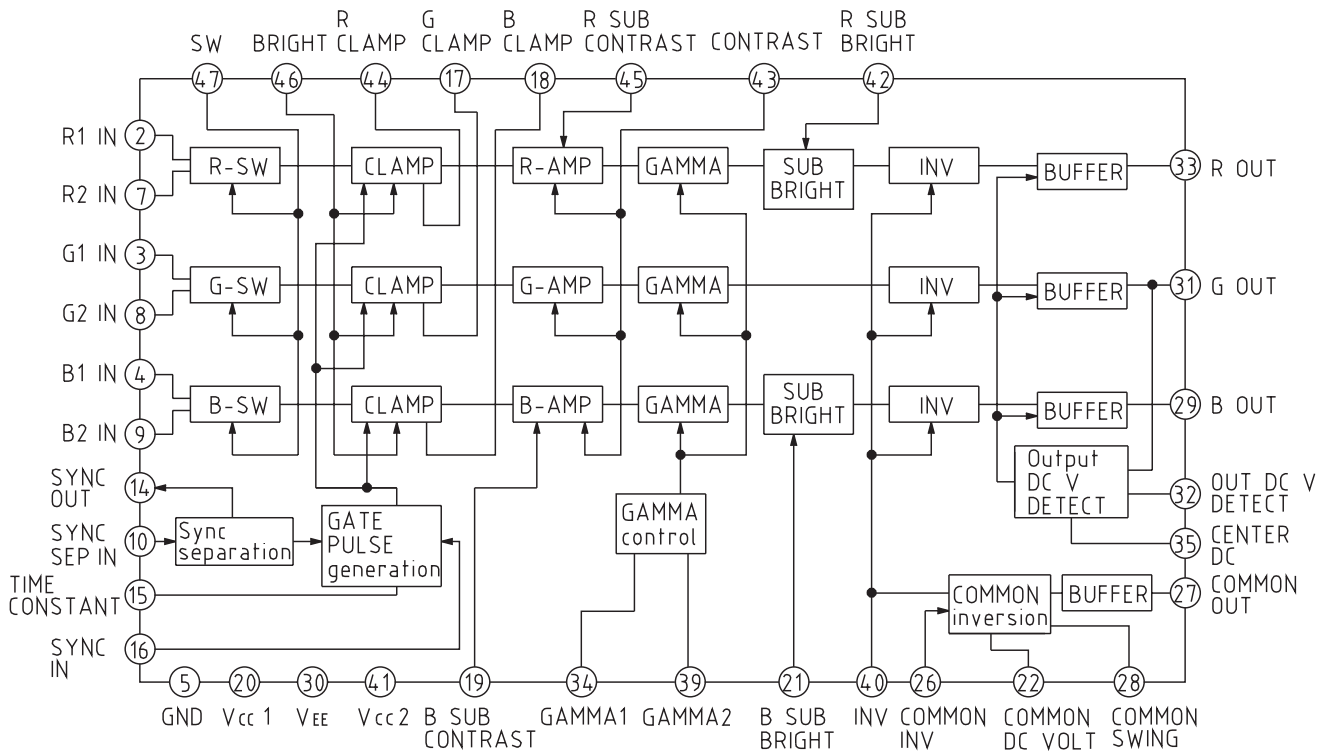 SW
BRIGHT
R
CLAMP
G
CLAMP
B
CLAMP
R SUB
CONTRAST
CONTRAST
R SUB
BRIGHT
47
46
44
17
18
45
43
42
R1 IN
2
R2 IN
7
R-SW
CLAMP
R-AMP
GAMMA
SUB
BRIGHT
INV
BUFFER
33
R OUT
G1 IN
3
G2 IN
8
G-SW
CLAMP
G-AMP
GAMMA
INV
BUFFER
31
G OUT
B1 IN
4
B2 IN
9
B-SW
CLAMP
B-AMP
GAMMA
SUB
BRIGHT
INV
BUFFER
29
B OUT
SYNC
OUT
14
Output
DC V
DETECT
32
OUT DC V
DETECT
SYNC
SEP IN
10
Sync
separation
GATE
PULSE
generation
GAMMA
control
35
CENTER
DC
TIME
CONSTANT
15
COMMON
inversion
BUFFER
27
COMMON
OUT
SYNC
IN
16
5
20
30
41
19
34
39
21
40
26
22
28
GND
Vcc 1
VEE
Vcc 2
B SUB
CONTRAST
GAMMA1
GAMMA2
B SUB
BRIGHT
INV
COMMON
INV
COMMON
DC VOLT
COMMON
SWING